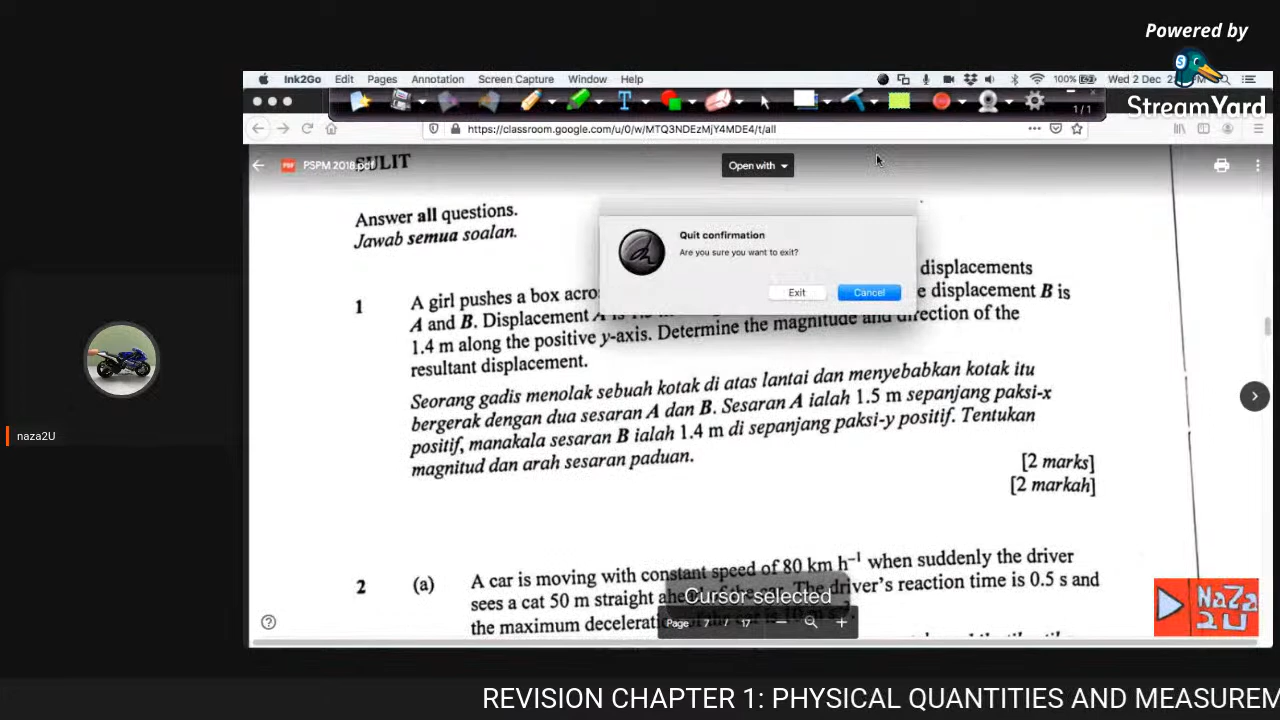 Powered by
StreamYard
Ink2Go Edit Pages Annotation Screen Capture Window Help
100%
Wed 2 Dec
1/1
https://classroom.google.com/u/0/w/MTQ3NDEzMjY4MDE4/t/all
PSPM 2018.pdf
SULIT
Open with
Answer all questions.
Jawab semua soalan.
Quit confirmation
Are you sure you want to exit?
Exit
Cancel
1 A girl pushes a box displacements
A and B. Displacement A displacement B is
1.4 m along the positive y-axis. Determine the magnitude and direction of the
resultant displacement.
Seorang gadis menolak sebuah kotak di atas lantai dan menyebabkan kotak itu
bergerak dengan dua sesaran A dan B. Sesaran A ialah 1.5 m sepanjang paksi-x
positif, manakala sesaran B ialah 1.4 m di sepanjang paksi-y positif. Tentukan
magnitud dan arah sesaran paduan.
[2 marks]
[2 markah]
2 (a) A car is moving with constant speed of 80 km h⁻¹ when suddenly the driver
sees a cat 50 m straight ahead of the car. The driver's reaction time is 0.5 s and
the maximum
Cursor selected
Page 7 / 17
naza2U
NaZa
2U
REVISION CHAPTER 1: PHYSICAL QUANTITIES AND MEASUREM